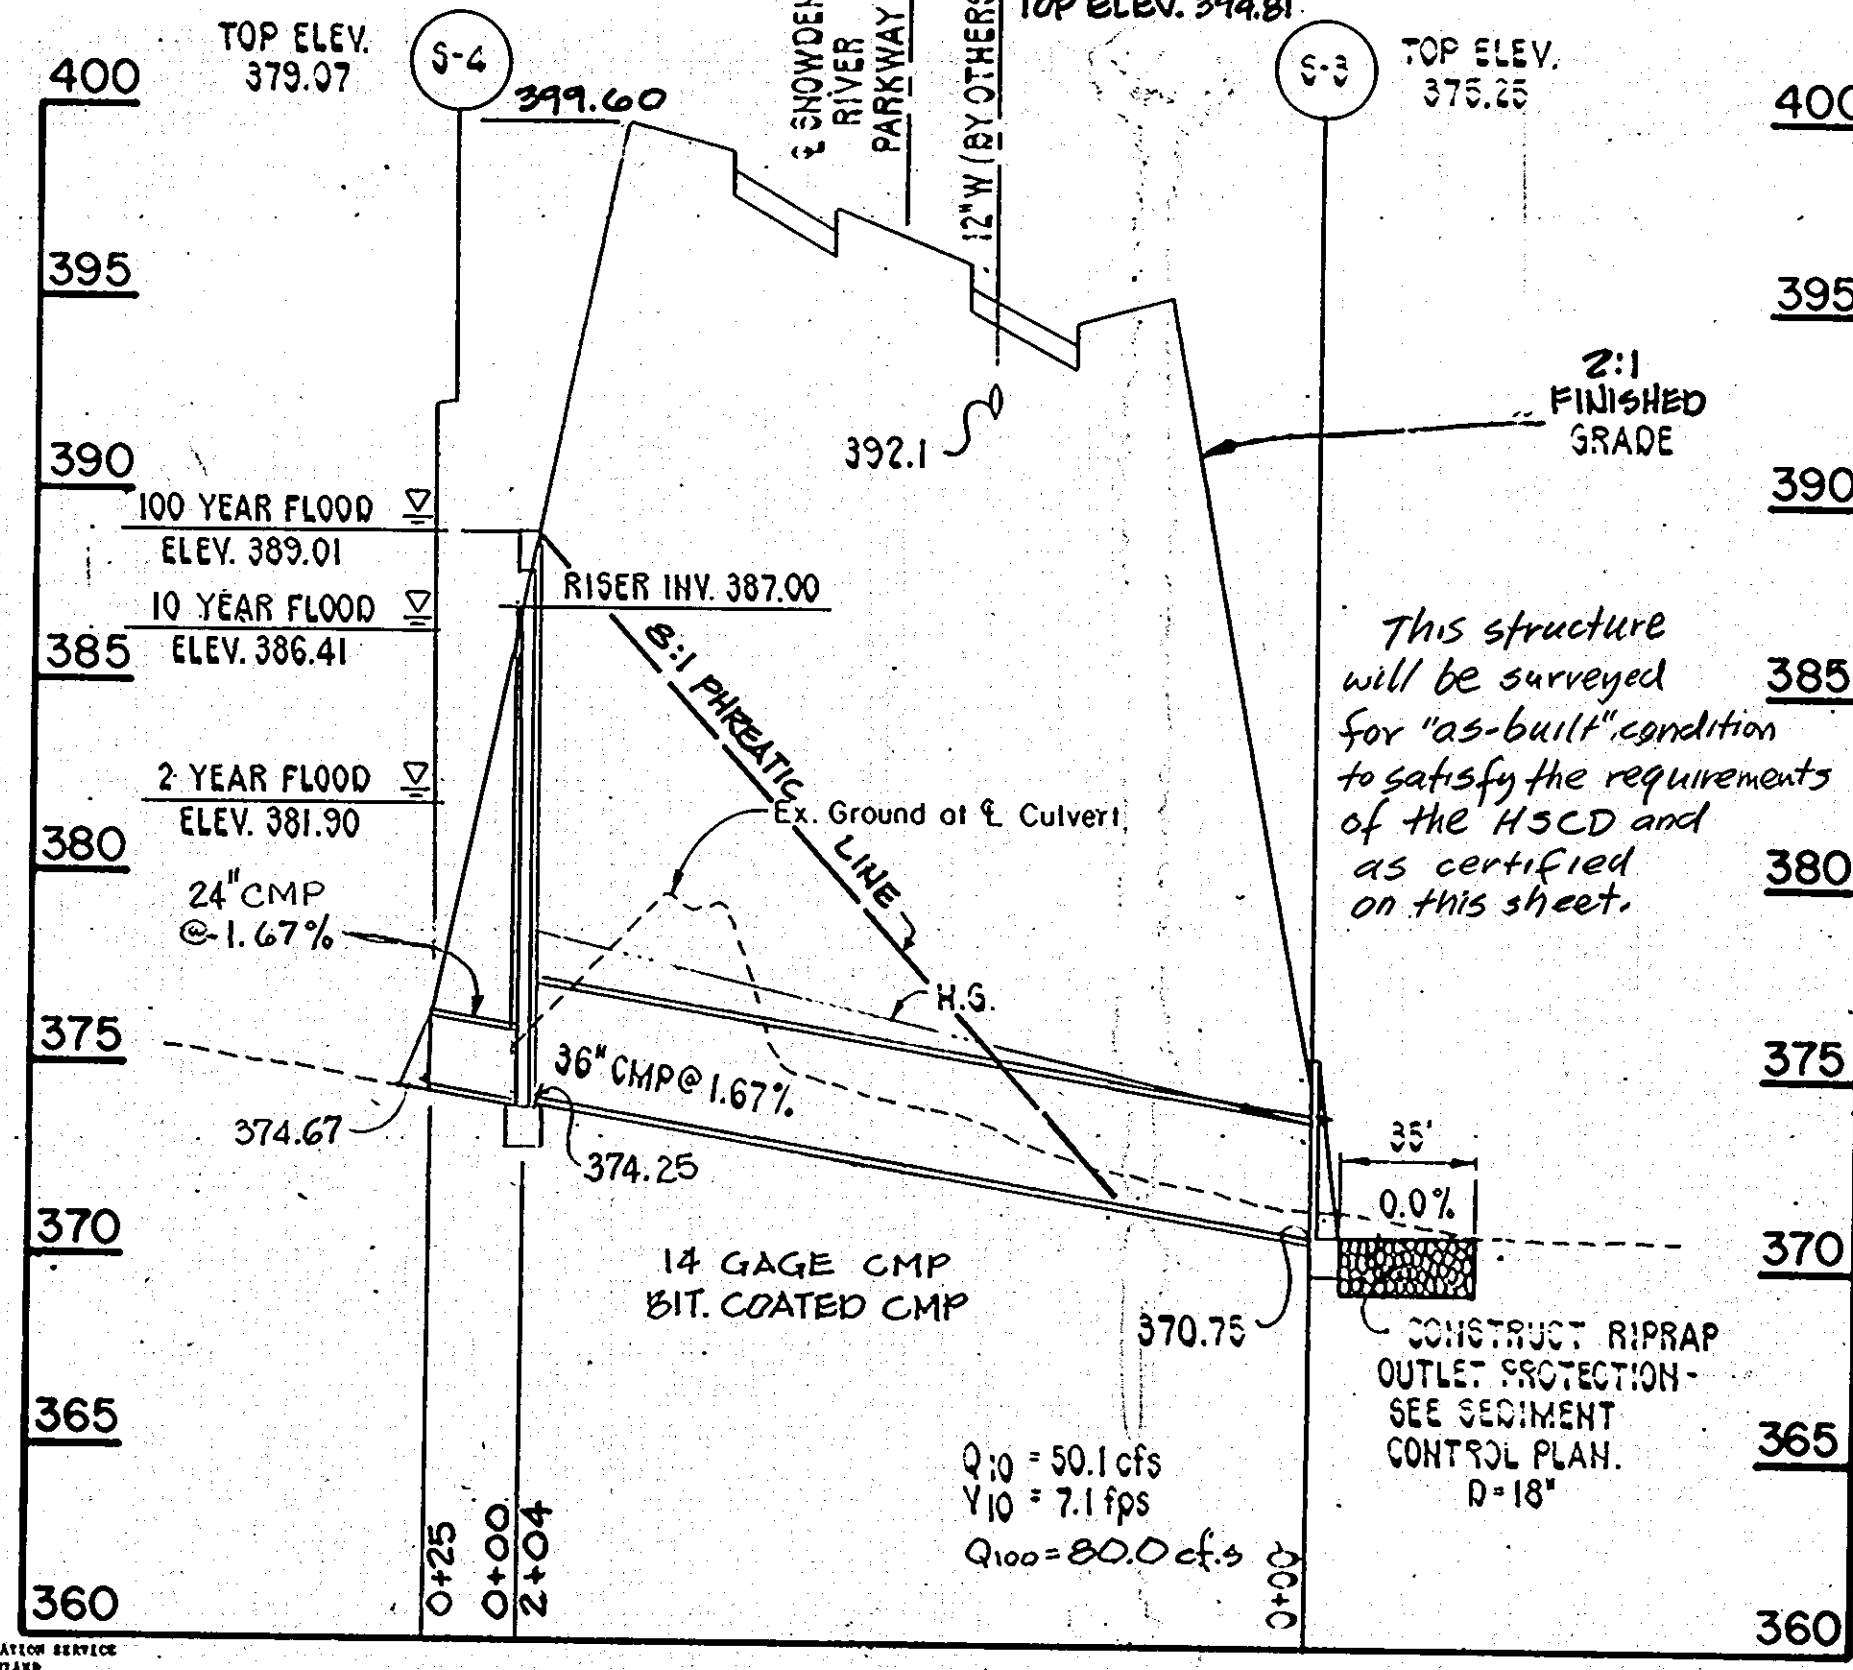 TOP ELEV.
379.07
S-4
399.60
℄ SNOWDEN
RIVER
PARKWAY
12"W (BY OTHERS
TOP ELEV. 394.81
S-3
TOP ELEV.
375.25
400
395
390
385
380
375
370
365
360
400
395
390
385
380
375
370
365
360
2:1
FINISHED
GRADE
392.1
100 YEAR FLOOD
ELEV. 389.01
RISER INV. 387.00
10 YEAR FLOOD
ELEV. 386.41
8:1 PHREATIC
LINE
2 YEAR FLOOD
ELEV. 381.90
Ex. Ground at ℄ Culvert
24" CMP
@ 1.67%
H.G.
This structure
will be surveyed
for "as-built" condition
to satisfy the requirements
of the HSCD and
as certified
on this sheet.
36" CMP @ 1.67%
374.67
374.25
35'
0.0%
14 GAGE CMP
BIT. COATED CMP
370.75
CONSTRUCT RIPRAP
OUTLET PROTECTION -
SEE SEDIMENT
CONTROL PLAN.
D=18"
Q10 = 50.1 cfs
V10 = 7.1 fps
Q100 = 80.0 cf.s
0+25
0+00
2+04
0+00
ATION SERVICE